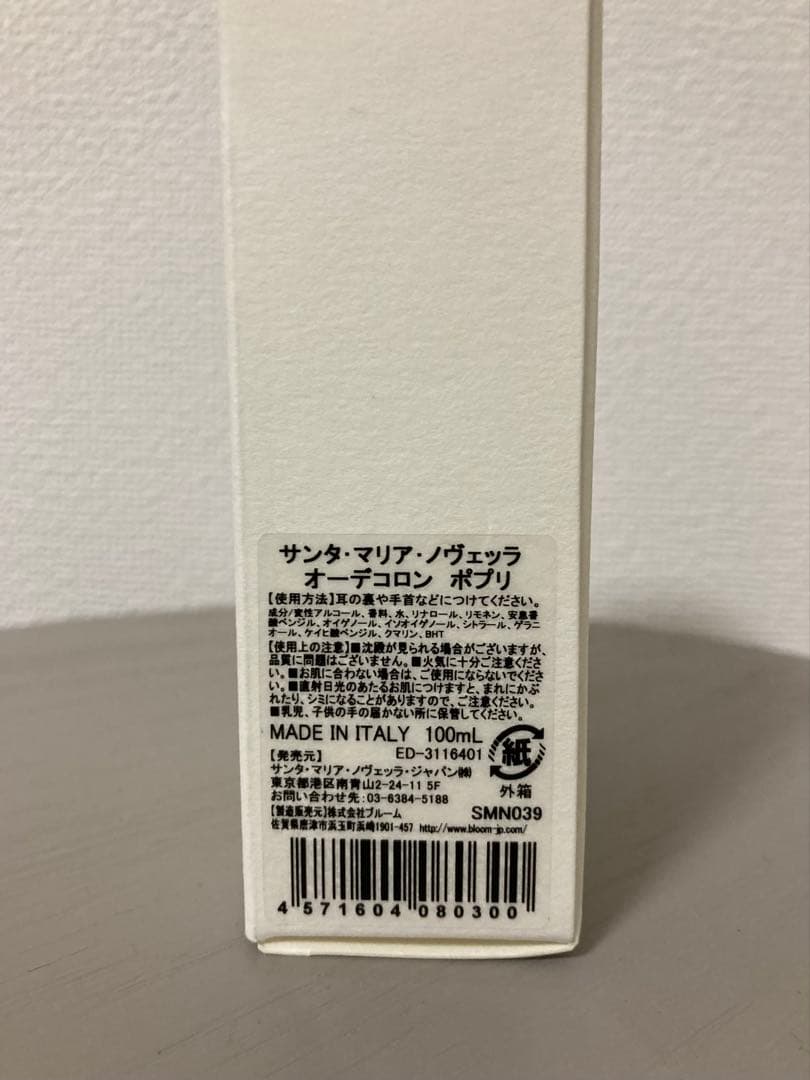 サンタ・マリア・ノヴェッラ
オーデコロン ポプリ
【使用方法】耳の裏や手首などにつけてください。
成分/変性アルコール、香料、水、リナロール、リモネン、安息香
酸ベンジル、オイゲノール、イソオイゲノール、シトラール、ゲラニ
オール、ケイヒ酸ベンジル、クマリン、BHT
【使用上の注意】■沈殿が見られる場合がございますが、
品質に問題はございません。■火気に十分ご注意くださ
い。■お肌に合わない場合は、ご使用にならないでくださ
い。■直射日光のあたるお肌につけますと、まれにかぶ
れたり、シミになることがありますので、ご注意ください。
■乳児、子供の手の届かない所に保管してください。
MADE IN ITALY 100mL
ED-3116401
紙
外箱
【発売元】
サンタ・マリア・ノヴェッラ・ジャパン㈱
東京都港区南青山2-24-11 5F
お問い合わせ先:03-6384-5188
SMN039
【製造販売元】株式会社ブルーム
佐賀県唐津市浜玉町浜崎1901-457 http://www.bloom-jp.com/
4 571604 080300